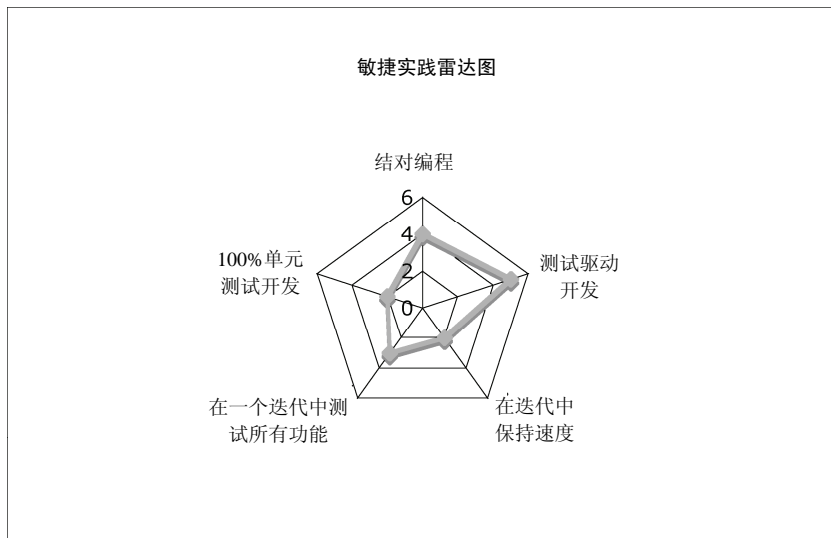 敏捷实践雷达图
结对编程
6
4
2
0
100%单元
测试开发
测试驱动
开发
在一个迭代中测
试所有功能
在迭代中
保持速度